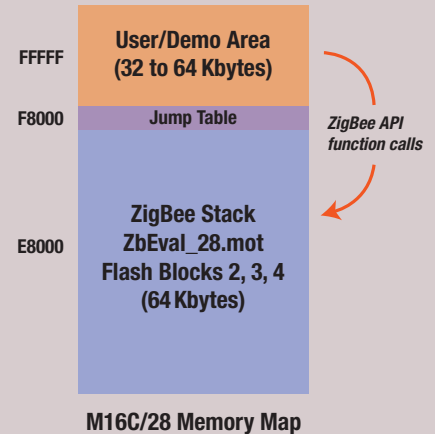 User/Demo Area
(32 to 64 Kbytes)
FFFFF
F8000
Jump Table
ZigBee API
function calls
E8000
ZigBee Stack
ZbEval_28.mot
Flash Blocks 2, 3, 4
(64 Kbytes)
M16C/28 Memory Map